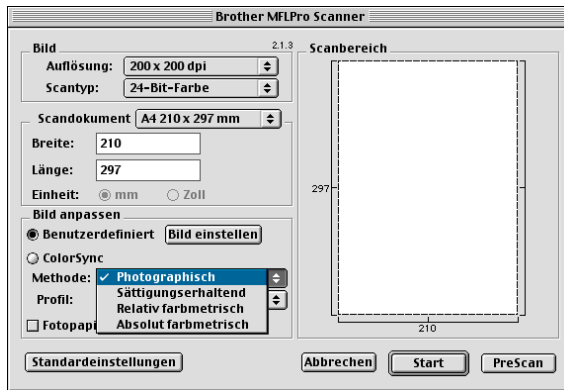 Brother MFLPro Scanner
Bild
2.1.3
Auflösung: 200 x 200 dpi
Scantyp: 24-Bit-Farbe
Scandokument A4 210 x 297 mm
Breite: 210
Länge: 297
Einheit: mm Zoll
Bild anpassen
Benutzerdefiniert Bild einstellen
ColorSync
Methode: ✓ Photographisch
Sättigungserhaltend
Profil:
Relativ farbmetrisch
Absolut farbmetrisch
Fotopapi
Scanbereich
297
210
Standardeinstellungen
Abbrechen
Start
PreScan